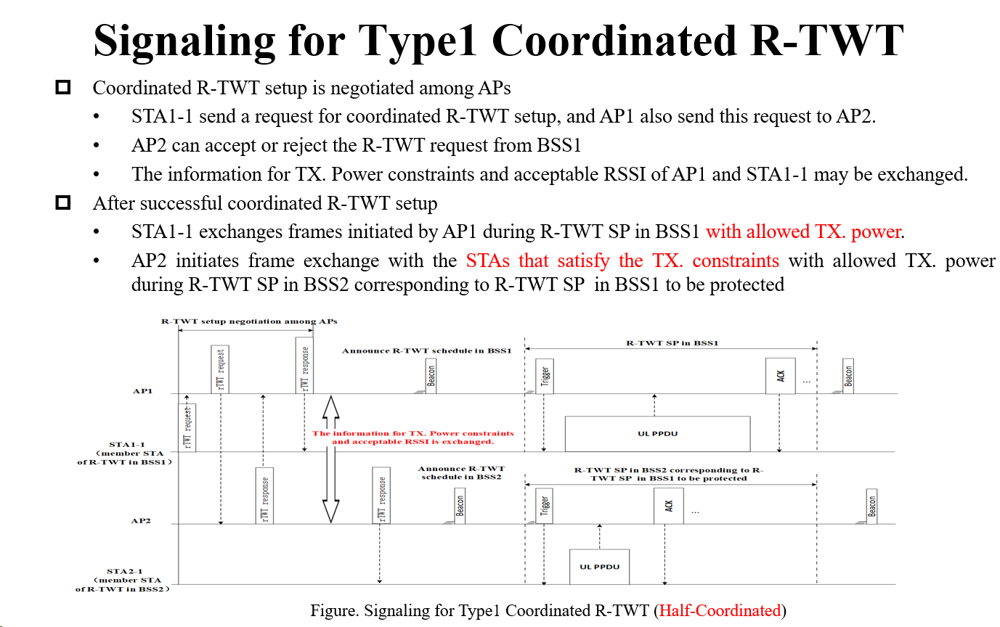 Signaling for Type1 Coordinated R-TWT
Coordinated R-TWT setup is negotiated among APs
• STA1-1 send a request for coordinated R-TWT setup, and AP1 also send this request to AP2.
• AP2 can accept or reject the R-TWT request from BSS1
• The information for TX. Power constraints and acceptable RSSI of AP1 and STA1-1 may be exchanged.
After successful coordinated R-TWT setup
• STA1-1 exchanges frames initiated by AP1 during R-TWT SP in BSS1 with allowed TX. power.
• AP2 initiates frame exchange with the STAs that satisfy the TX. constraints with allowed TX. power
during R-TWT SP in BSS2 corresponding to R-TWT SP in BSS1 to be protected
R-TWT setup negotiation among APs
R-TWT SP in BSS1
Announce R-TWT schedule in BSS1
rTWT request
rTWT response
Beacon
Trigger
ACK
...
Beacon
AP1
rTWT request
The information for TX. Power constraints
and acceptable RSSI is exchanged.
UL PPDU
STA1-1
(member STA
of R-TWT in BSS1)
Announce R-TWT
schedule in BSS2
R-TWT SP in BSS2 corresponding to R-
TWT SP in BSS1 to be protected
rTWT response
rTWT response
Beacon
Trigger
ACK
...
Beacon
AP2
UL PPDU
STA2-1
(member STA
of R-TWT in BSS2)
Figure. Signaling for Type1 Coordinated R-TWT (Half-Coordinated)